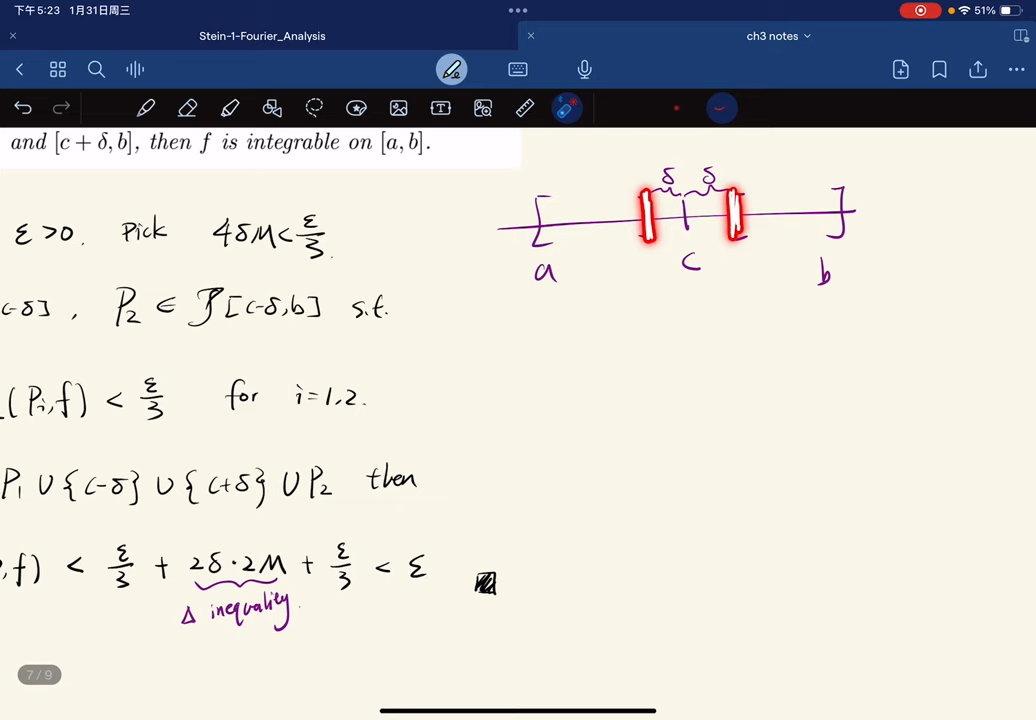 下午5:23 1月31日周三
51%
Stein-1-Fourier_Analysis
ch3 notes
and [c + δ, b], then f is integrable on [a, b].
ε > 0. Pick 4δM < ε/3.
c-δ], P₂ ∈ 𝒫[c-δ, b] s.t.
(Pᵢ, f) < ε/3 for i=1,2.
P₁ ∪ {c-δ} ∪ {c+δ} ∪ P₂ then
, f) < ε/3 + 2δ·2M + ε/3 < ε
Δ inequality.
δ δ
a c b
7 / 9